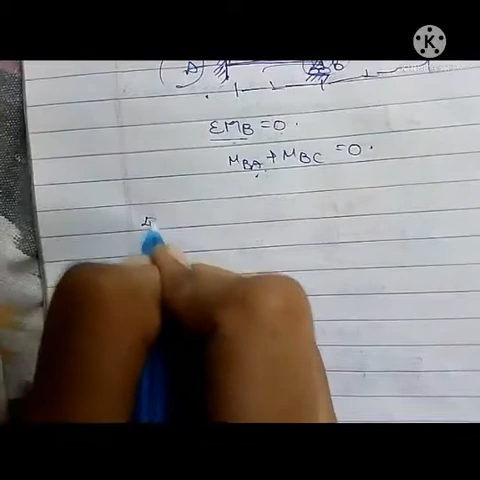 A B
ΣMB = 0.
MBA + MBC = 0.
K